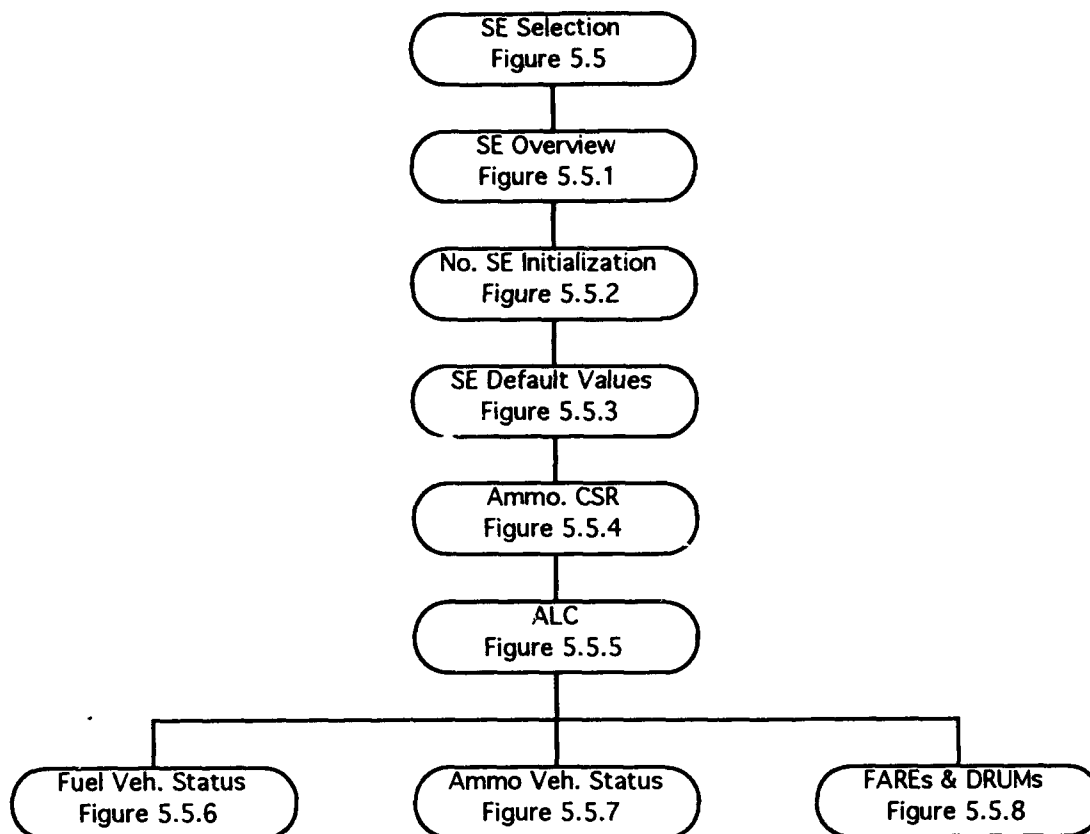 SE Selection
Figure 5.5
SE Overview
Figure 5.5.1
No. SE Initialization
Figure 5.5.2
SE Default Values
Figure 5.5.3
Ammo. CSR
Figure 5.5.4
ALC
Figure 5.5.5
Fuel Veh. Status
Figure 5.5.6
Ammo Veh. Status
Figure 5.5.7
FAREs & DRUMs
Figure 5.5.8